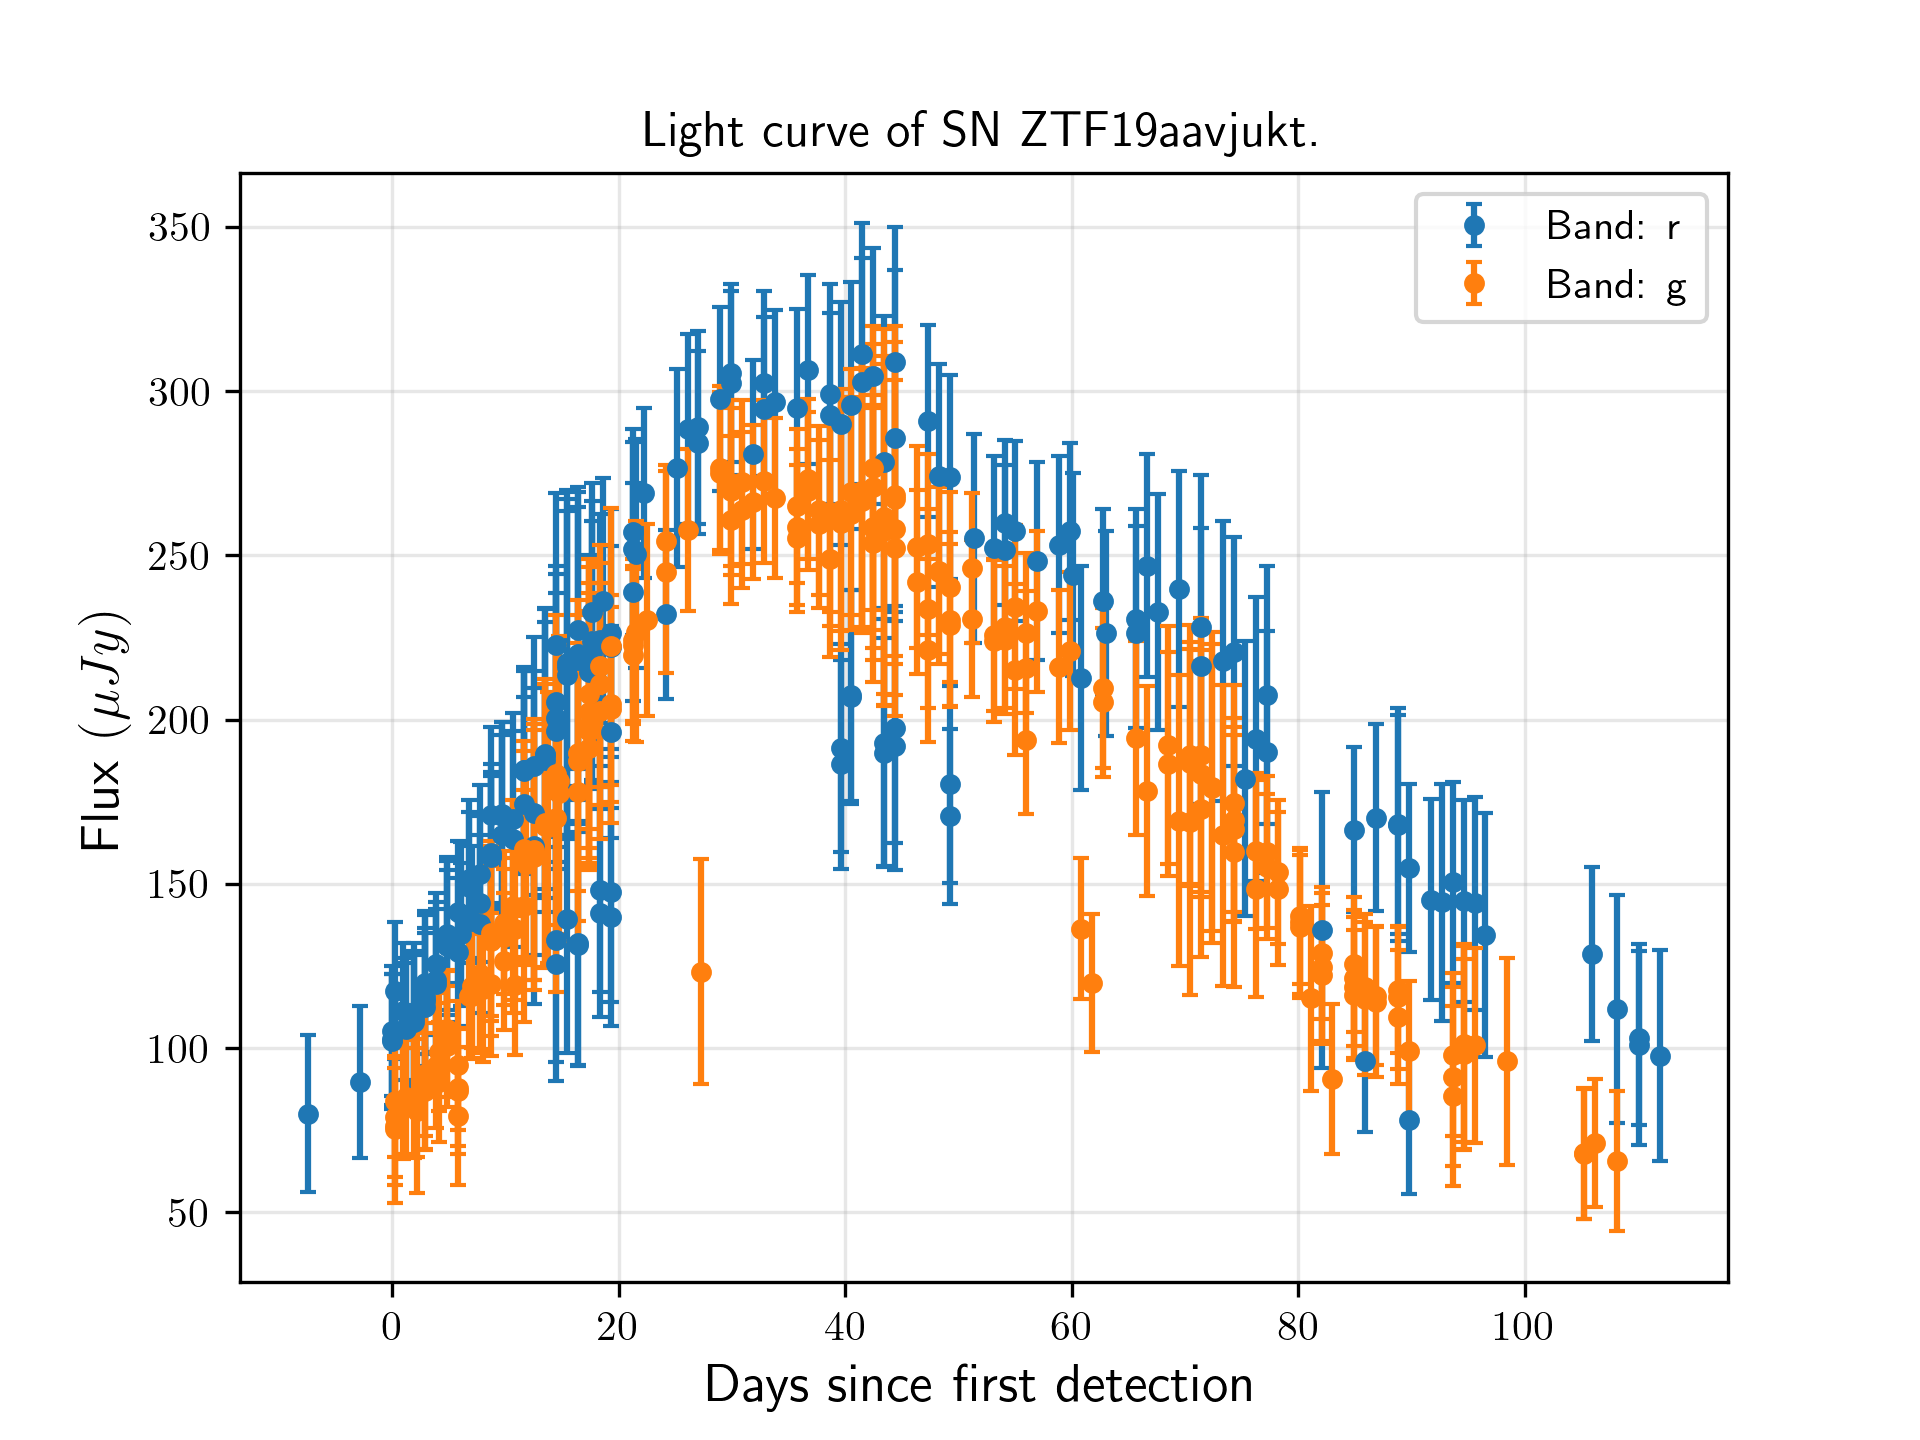 Light curve of SN ZTF19aavjukt.
Band: r
Band: g
350
300
250
200
150
100
50
Flux (μJy)
0 20 40 60 80 100
Days since first detection